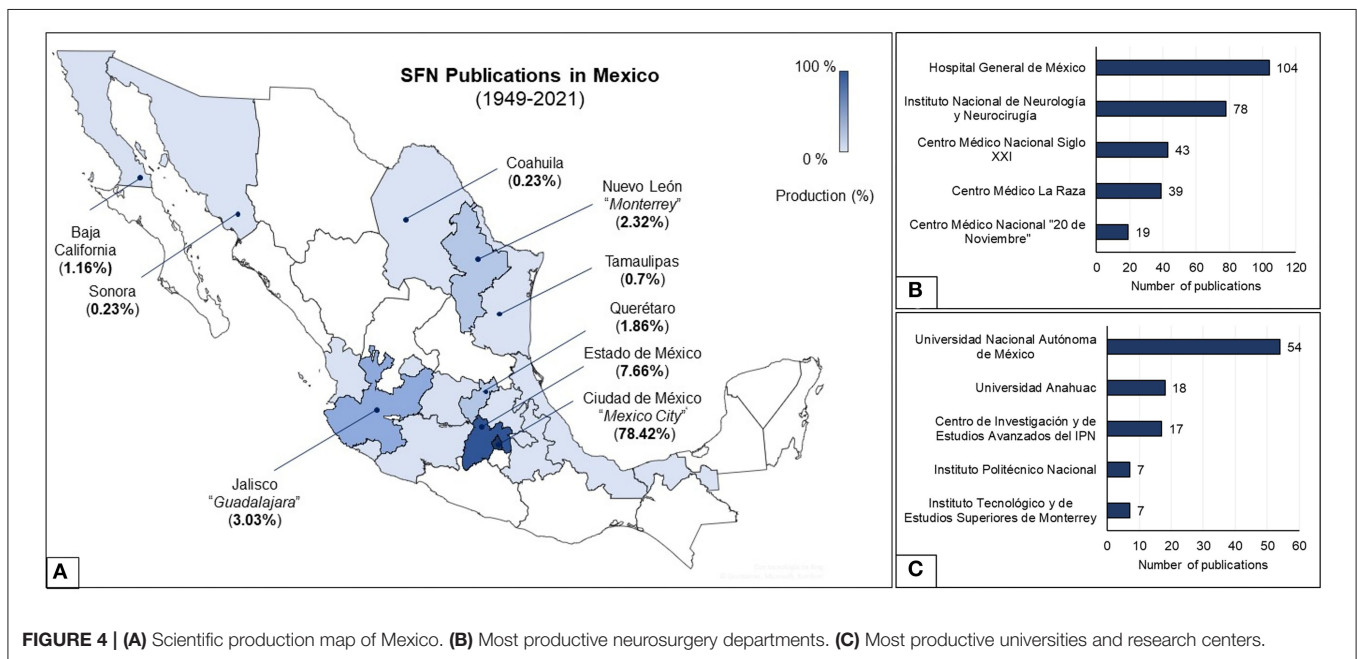 SFN Publications in Mexico
(1949-2021)
100 %
0 %
Production (%)
Coahuila
(0.23%)
Nuevo León
"Monterrey"
(2.32%)
Baja
California
(1.16%)
Sonora
(0.23%)
Tamaulipas
(0.7%)
Querétaro
(1.86%)
Estado de México
(7.66%)
Ciudad de México
"Mexico City"
(78.42%)
Jalisco
"Guadalajara"
(3.03%)
A
Hospital General de México
104
Instituto Nacional de Neurología
y Neurocirugía
78
Centro Médico Nacional Siglo
XXI
43
Centro Médico La Raza
39
Centro Médico Nacional "20 de
Noviembre"
19
0 20 40 60 80 100 120
Number of publications
B
Universidad Nacional Autónoma
de México
54
Universidad Anahuac
18
Centro de Investigación y de
Estudios Avanzados del IPN
17
Instituto Politécnico Nacional
7
Instituto Tecnológico y de
Estudios Superiores de Monterrey
7
0 10 20 30 40 50 60
Number of publications
C
FIGURE 4 | (A) Scientific production map of Mexico. (B) Most productive neurosurgery departments. (C) Most productive universities and research centers.